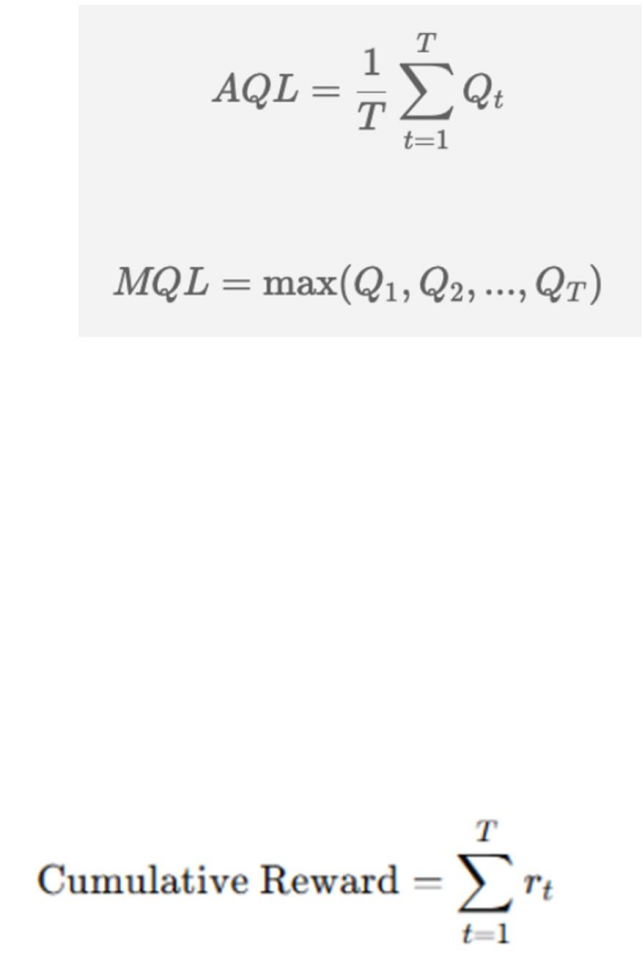 AQL = \frac{1}{T} \sum_{t=1}^{T} Q_t
MQL = \max(Q_1, Q_2, ..., Q_T)
Cumulative Reward = \sum_{t=1}^{T} r_t